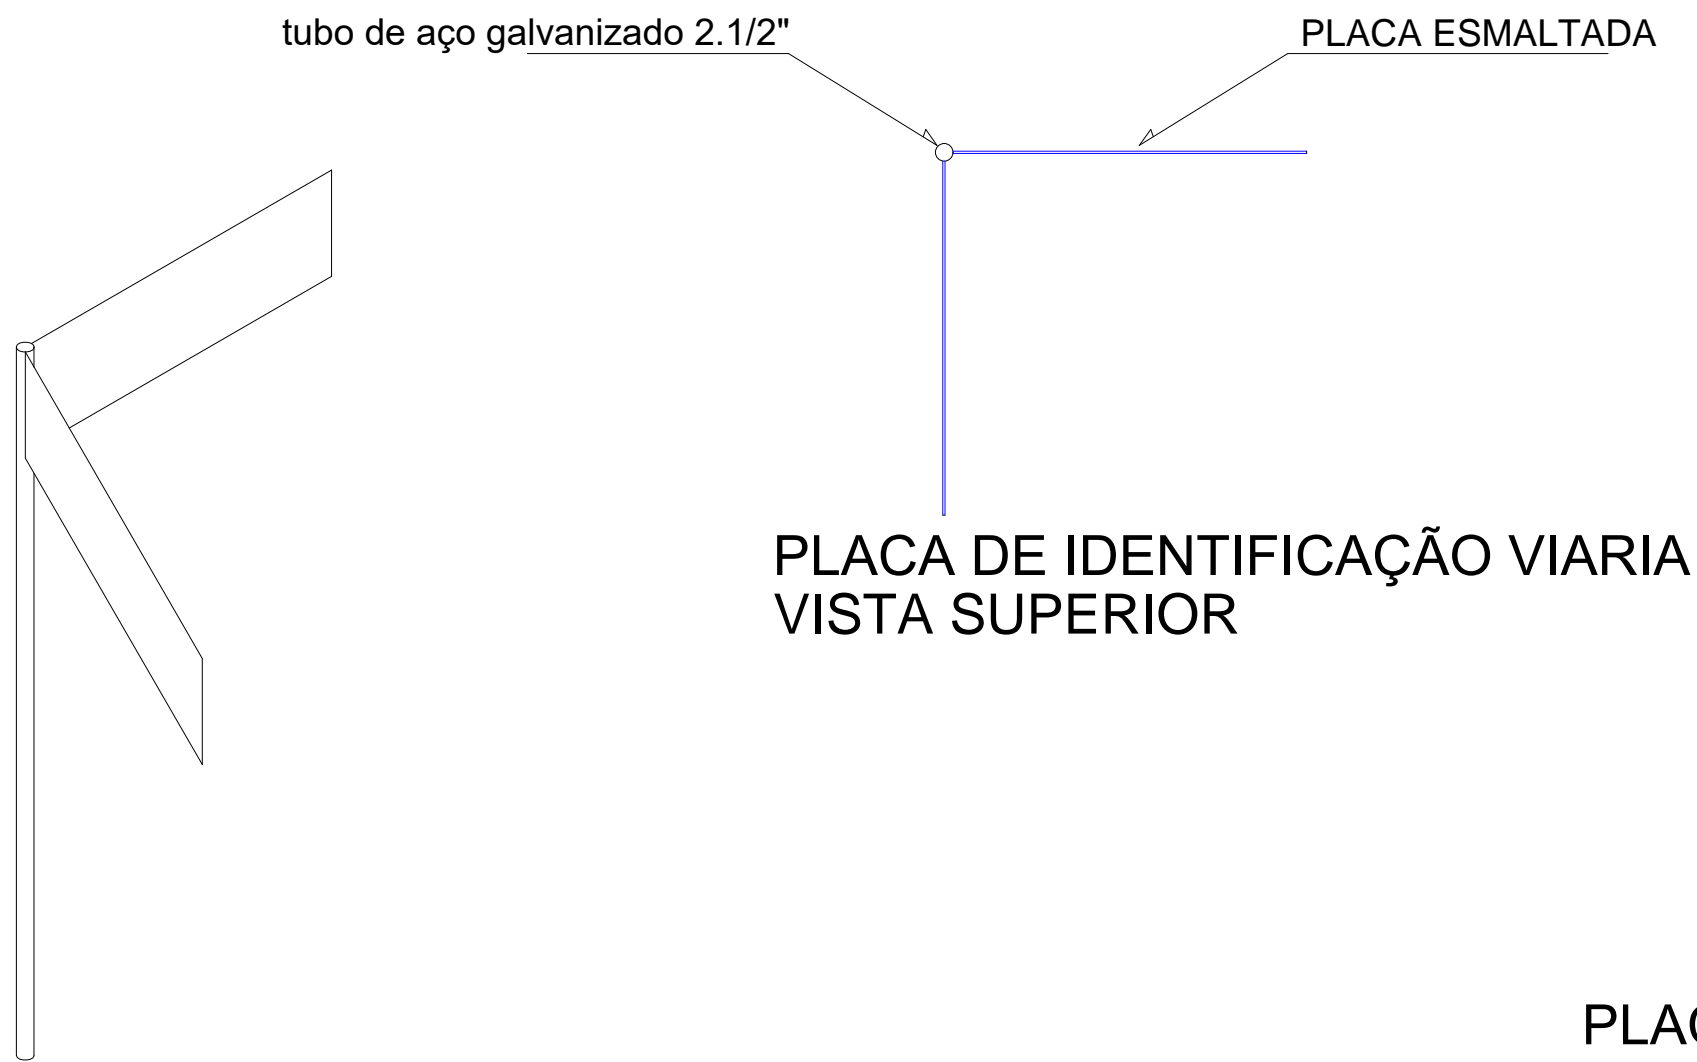 tubo de aço galvanizado 2.1/2"
PLACA ESMALTADA
PLACA DE IDENTIFICAÇÃO VIARIA
VISTA SUPERIOR